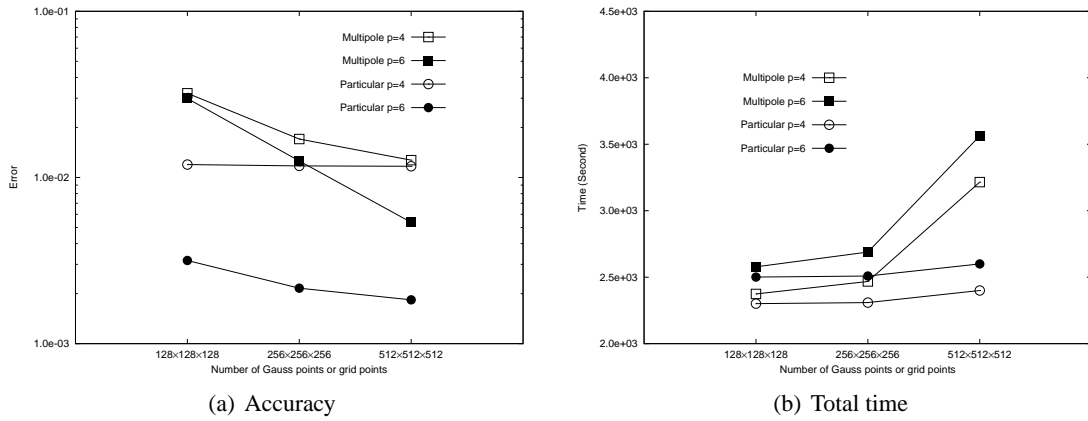 1.0e-01
1.0e-02
1.0e-03
Error
Multipole p=4
Multipole p=6
Particular p=4
Particular p=6
128×128×128
256×256×256
512×512×512
Number of Gauss points or grid points
(a) Accuracy
4.5e+03
4.0e+03
3.5e+03
3.0e+03
2.5e+03
2.0e+03
Time (Second)
Multipole p=4
Multipole p=6
Particular p=4
Particular p=6
128×128×128
256×256×256
512×512×512
Number of Gauss points or grid points
(b) Total time